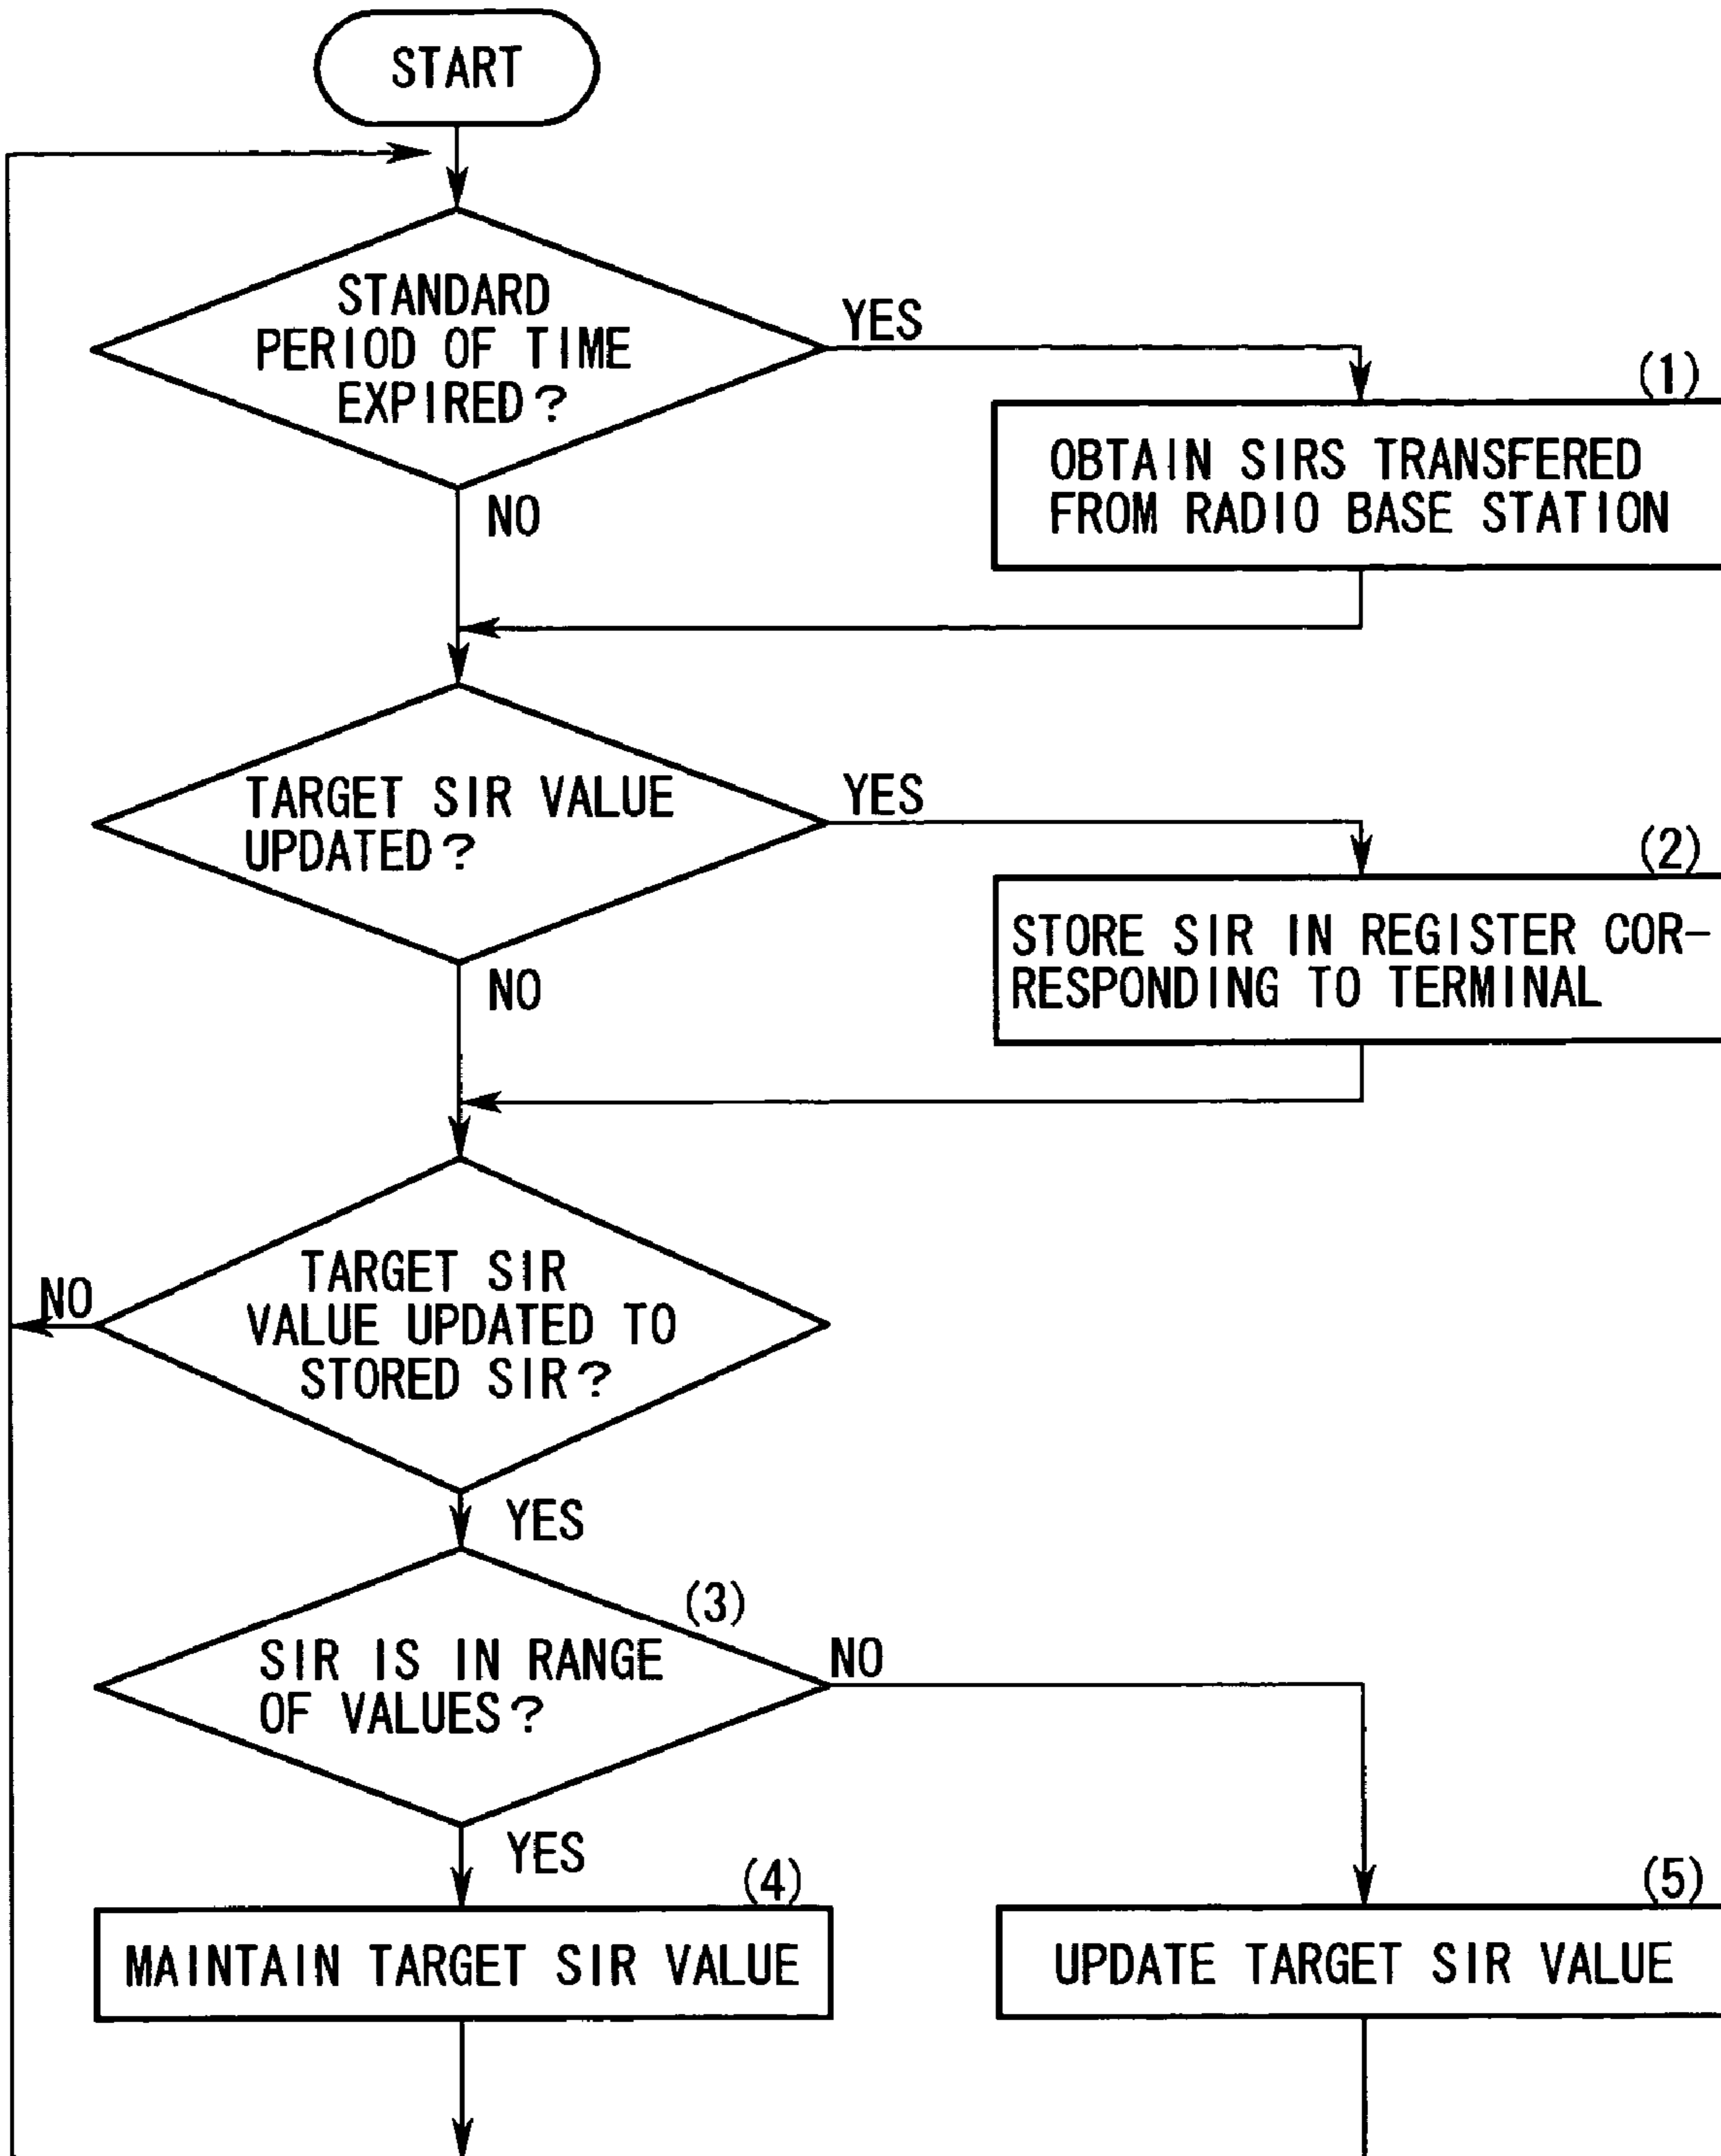 START
STANDARD
PERIOD OF TIME
EXPIRED?
YES
(1)
OBTAIN SIRS TRANSFERED
FROM RADIO BASE STATION
NO
TARGET SIR VALUE
UPDATED?
YES
(2)
STORE SIR IN REGISTER COR-
RESPONDING TO TERMINAL
NO
TARGET SIR
VALUE UPDATED TO
STORED SIR?
NO
YES
(3)
SIR IS IN RANGE
OF VALUES?
NO
YES
(4)
MAINTAIN TARGET SIR VALUE
(5)
UPDATE TARGET SIR VALUE